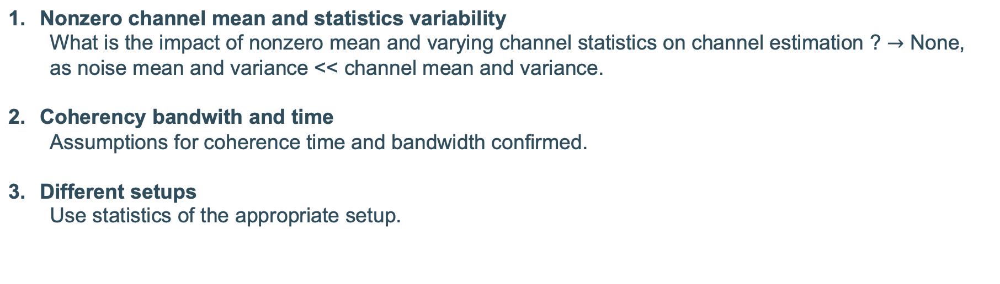 1. Nonzero channel mean and statistics variability
What is the impact of nonzero mean and varying channel statistics on channel estimation ? → None,
as noise mean and variance << channel mean and variance.
2. Coherency bandwith and time
Assumptions for coherence time and bandwidth confirmed.
3. Different setups
Use statistics of the appropriate setup.